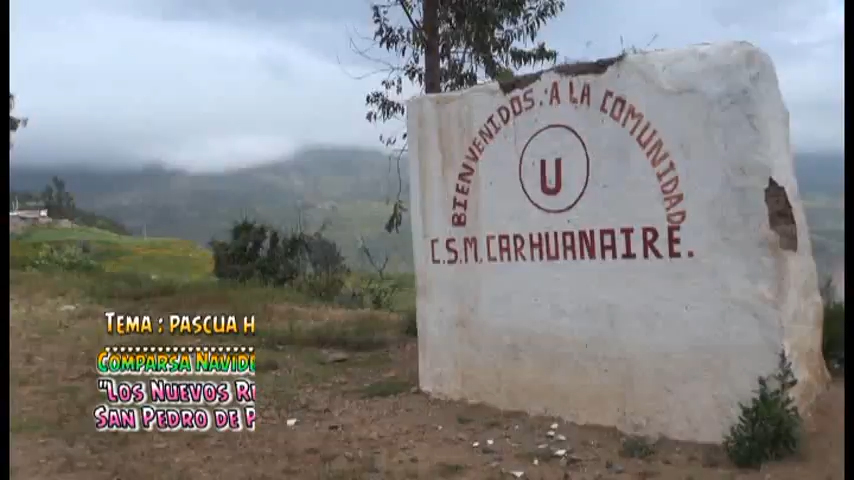 BIENVENIDOS. A LA COMUNIDAD
U
C.S.M. CARHUANAIRE.
TEMA : PASCUA H
COMPARSA NAVID
"LOS NUEVOS R
SAN PEDRO DE P